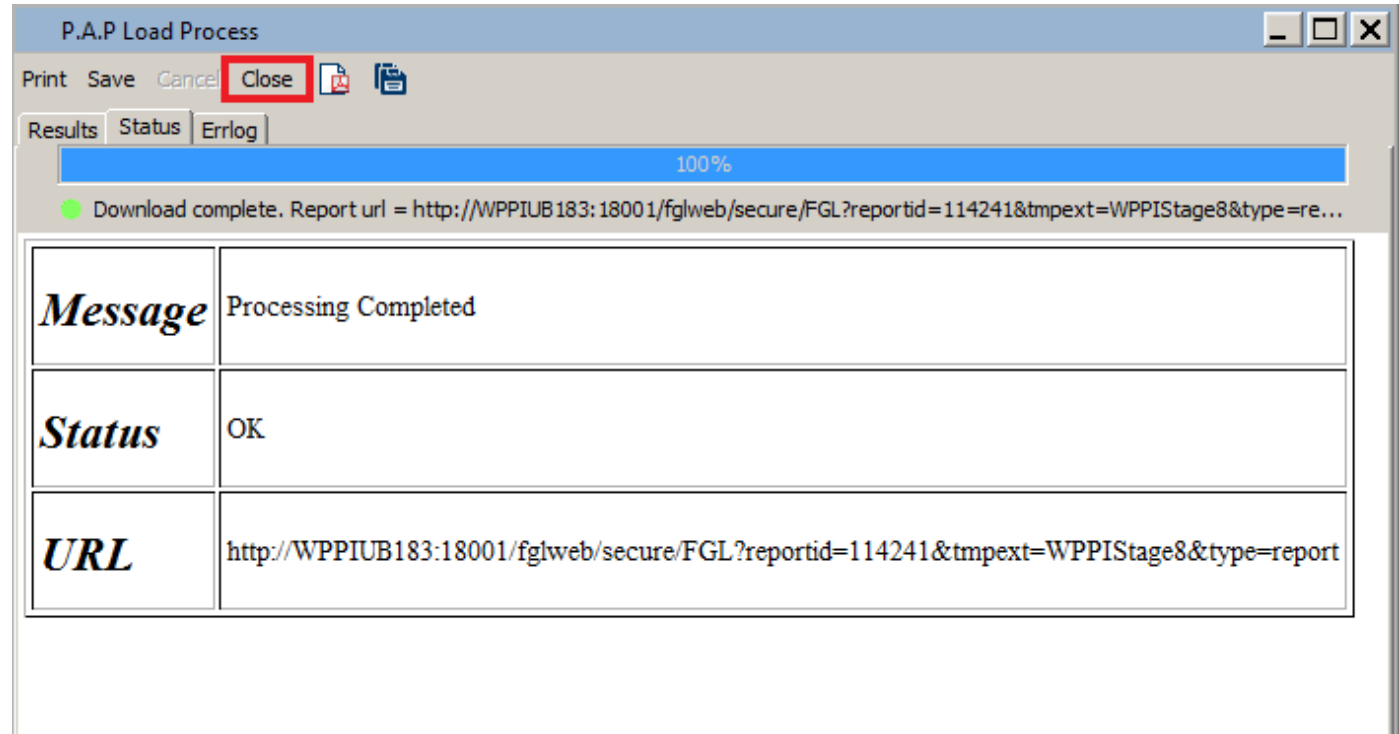 P.A.P Load Process
Print Save Cancel Close
Results Status Errlog
100%
Download complete. Report url = http://WPPIUB183:18001/fglweb/secure/FGL?reportid=114241&tmpext=WPPIStage8&type=re...
Message Processing Completed
Status OK
URL http://WPPIUB183:18001/fglweb/secure/FGL?reportid=114241&tmpext=WPPIStage8&type=report